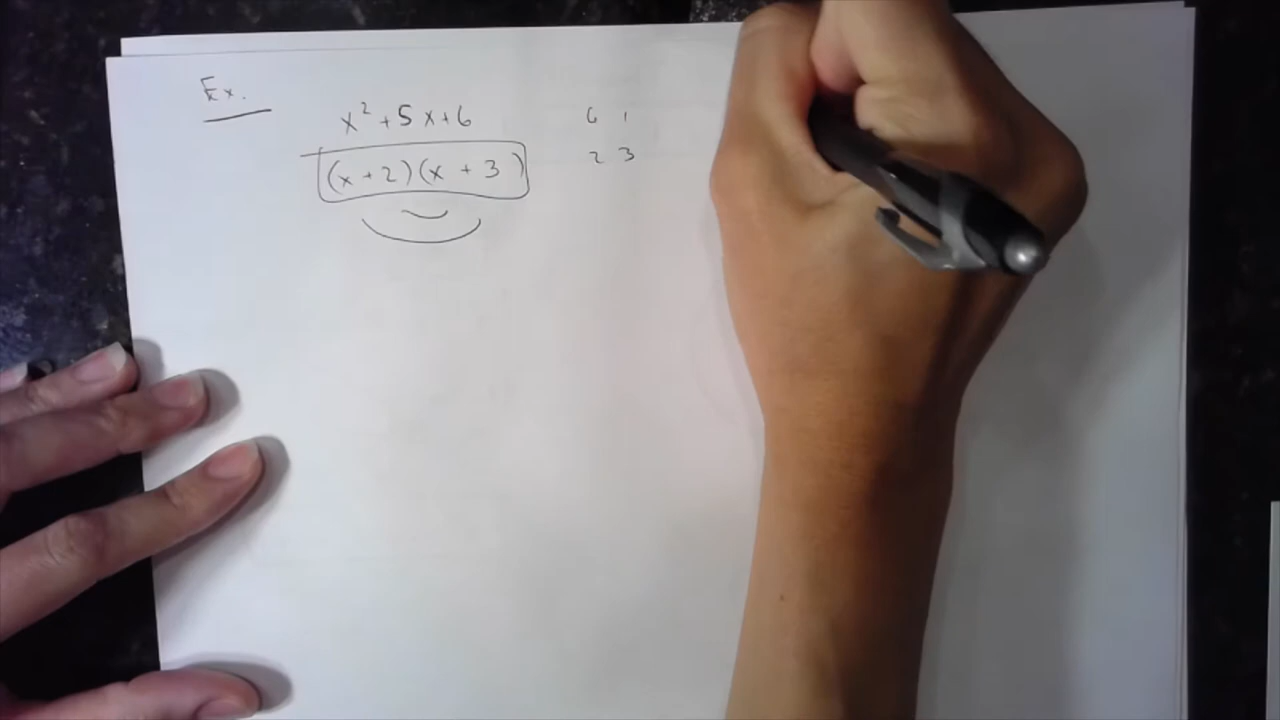 Ex.
x² + 5x + 6
6 1
(x + 2)(x + 3)
2 3